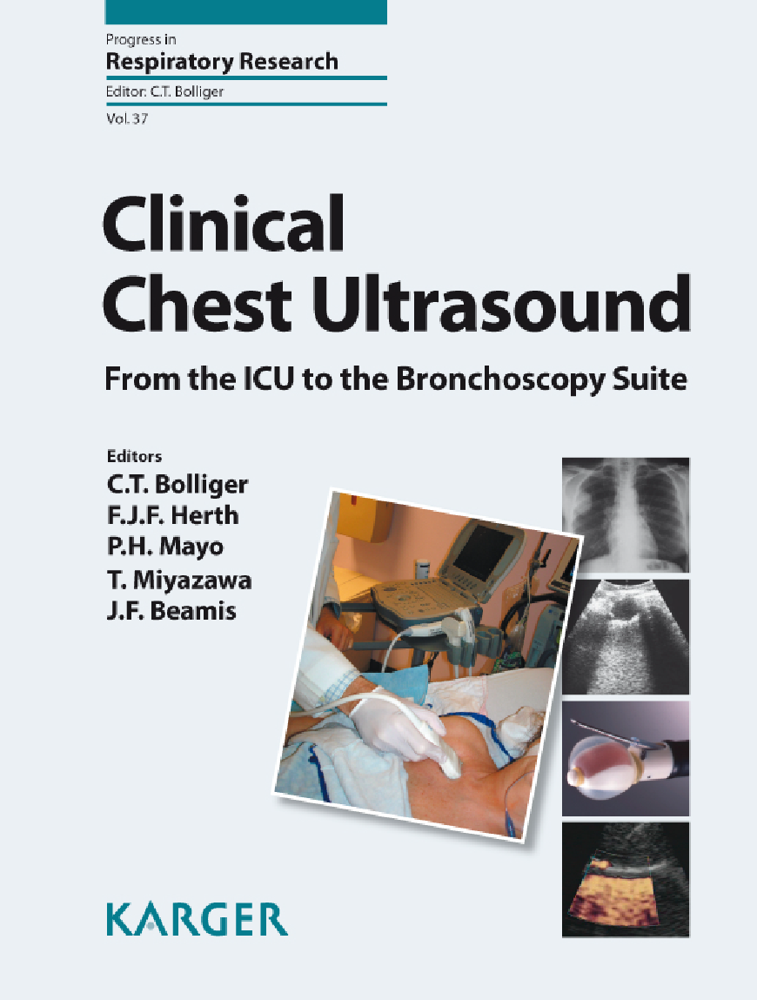 Progress in
Respiratory Research
Editor: C.T. Bolliger
Vol. 37
Clinical
Chest Ultrasound
From the ICU to the Bronchoscopy Suite
Editors
C.T. Bolliger
F.J.F. Herth
P.H. Mayo
T. Miyazawa
J.F. Beamis
KARGER